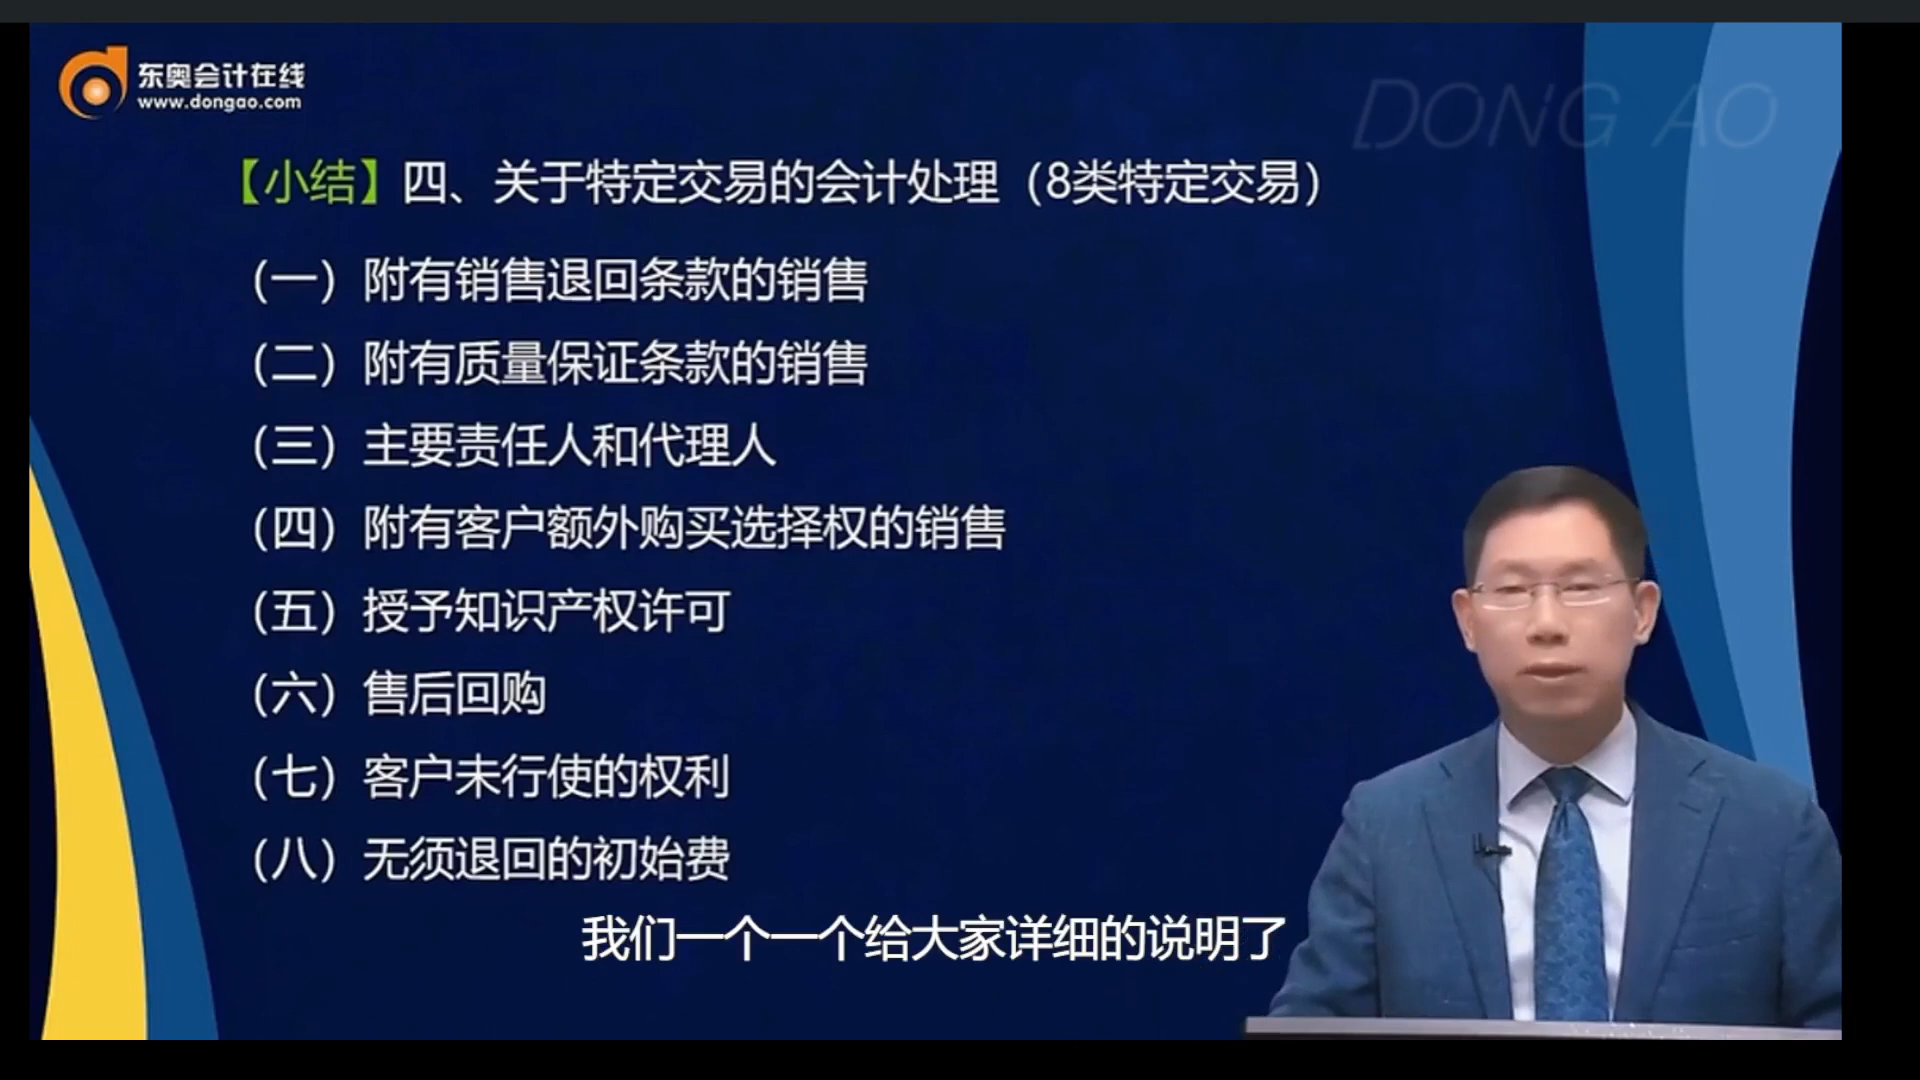 东奥会计在线
www.dongao.com
DONG AO
【小结】四、关于特定交易的会计处理（8类特定交易）
（一）附有销售退回条款的销售
（二）附有质量保证条款的销售
（三）主要责任人和代理人
（四）附有客户额外购买选择权的销售
（五）授予知识产权许可
（六）售后回购
（七）客户未行使的权利
（八）无须退回的初始费
我们一个一个给大家详细的说明了